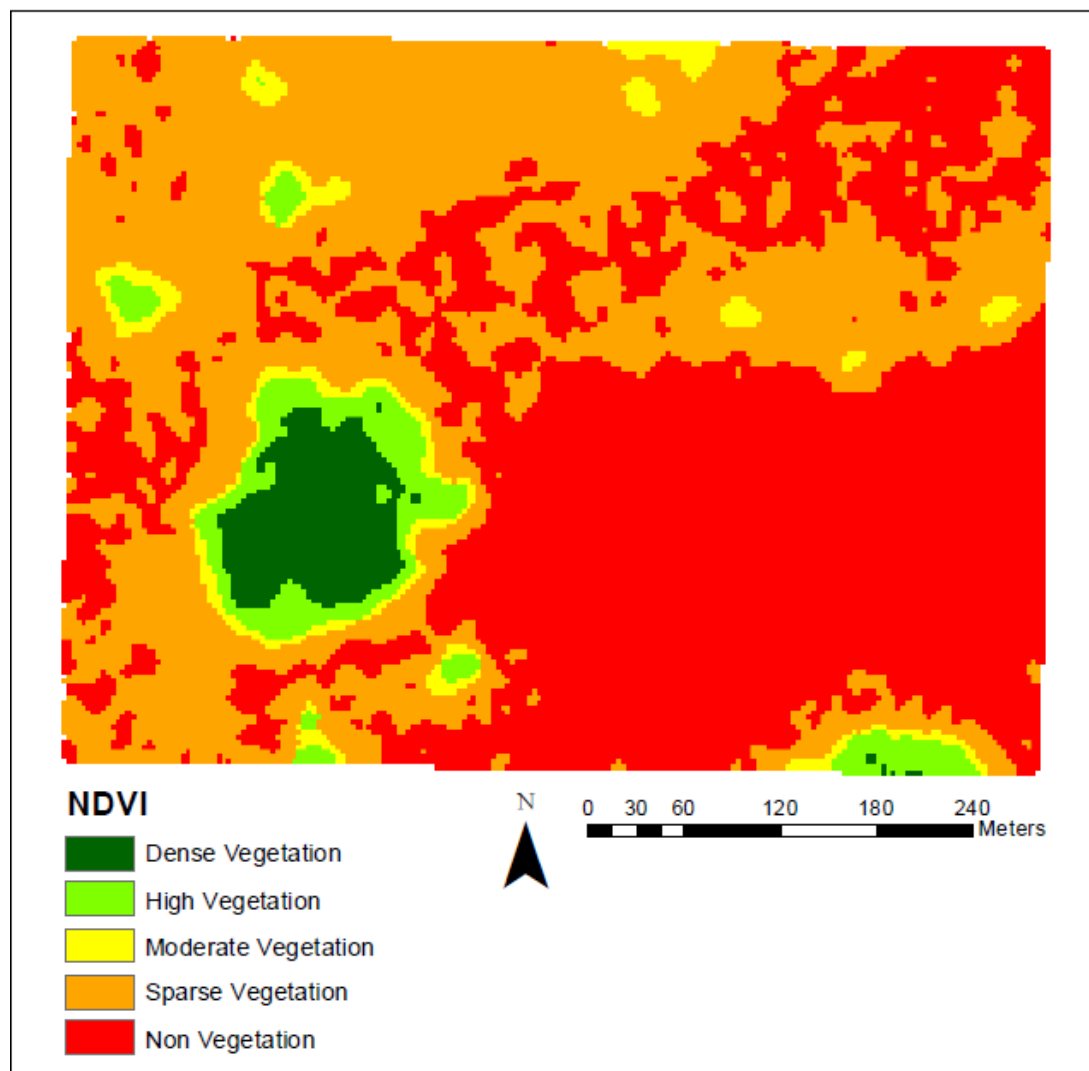 NDVI
Dense Vegetation
High Vegetation
Moderate Vegetation
Sparse Vegetation
Non Vegetation
N
0 30 60 120 180 240
Meters